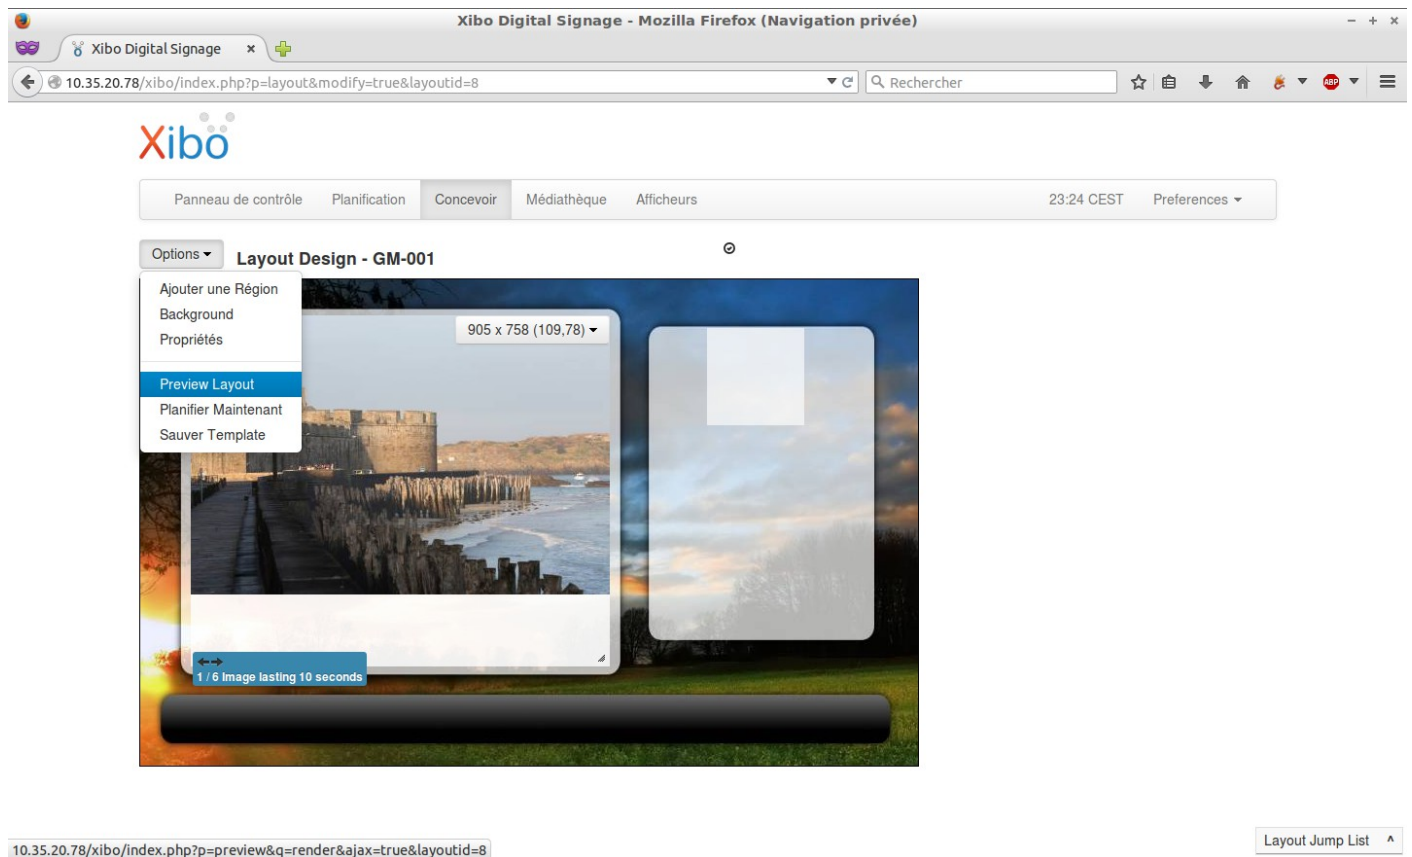 Xibo Digital Signage - Mozilla Firefox (Navigation privée)
Xibo Digital Signage
10.35.20.78/xibo/index.php?p=layout&modify=true&layoutid=8
Rechercher
ABP
Xibo
Panneau de contrôle Planification Concevoir Médiathèque Afficheurs 23:24 CEST Preferences
Options
Layout Design - GM-001
Ajouter une Région
Background
Propriétés
Preview Layout
Planifier Maintenant
Sauver Template
905 x 758 (109,78)
1 / 6 Image lasting 10 seconds
Layout Jump List
10.35.20.78/xibo/index.php?p=preview&q=render&ajax=true&layoutid=8